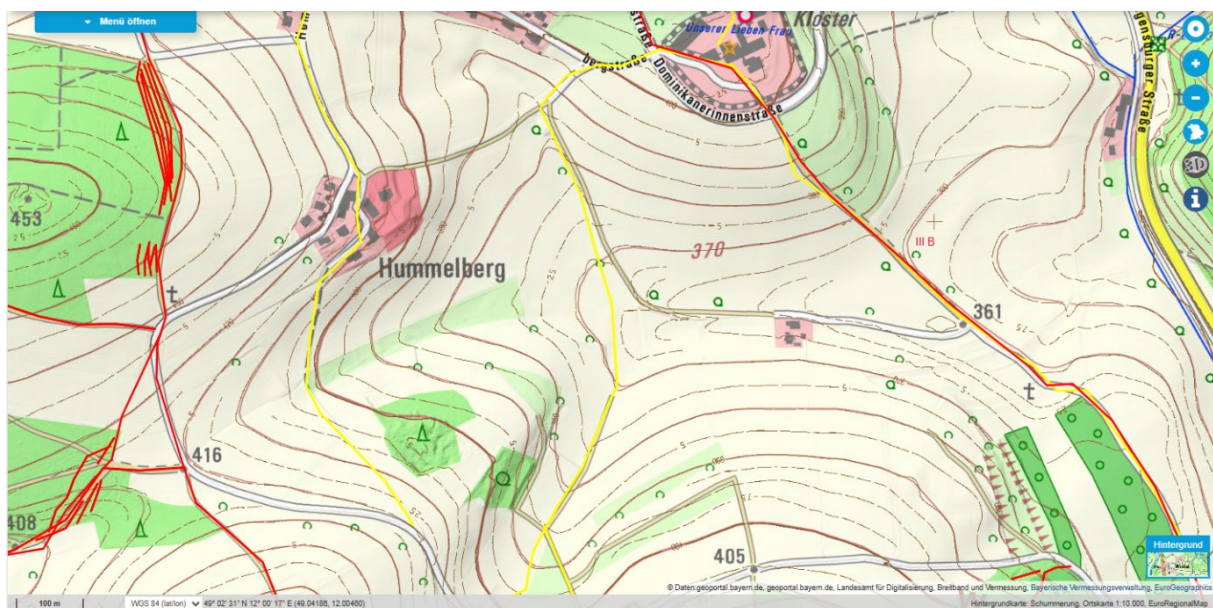 Menü öffnen
Kloster
Unserer Lieben Frau
bergstraße
Dominikanerinnenstraße
Straße
453
370
III B
Hummelberg
361
416
408
405
3D
i
Hintergrund
© Daten:geoportal.bayern.de, geoportal.bayern.de, Landesamt für Digitalisierung, Breitband und Vermessung, Bayerische Vermessungsverwaltung, EuroGeographics
100 m
WGS 84 (lat/lon)
49° 02' 31" N 12° 00' 17" E (49.04188, 12.00460)
Hintergrundkarte: Schummerung, Ortskarte 1:10.000, EuroRegionalMap